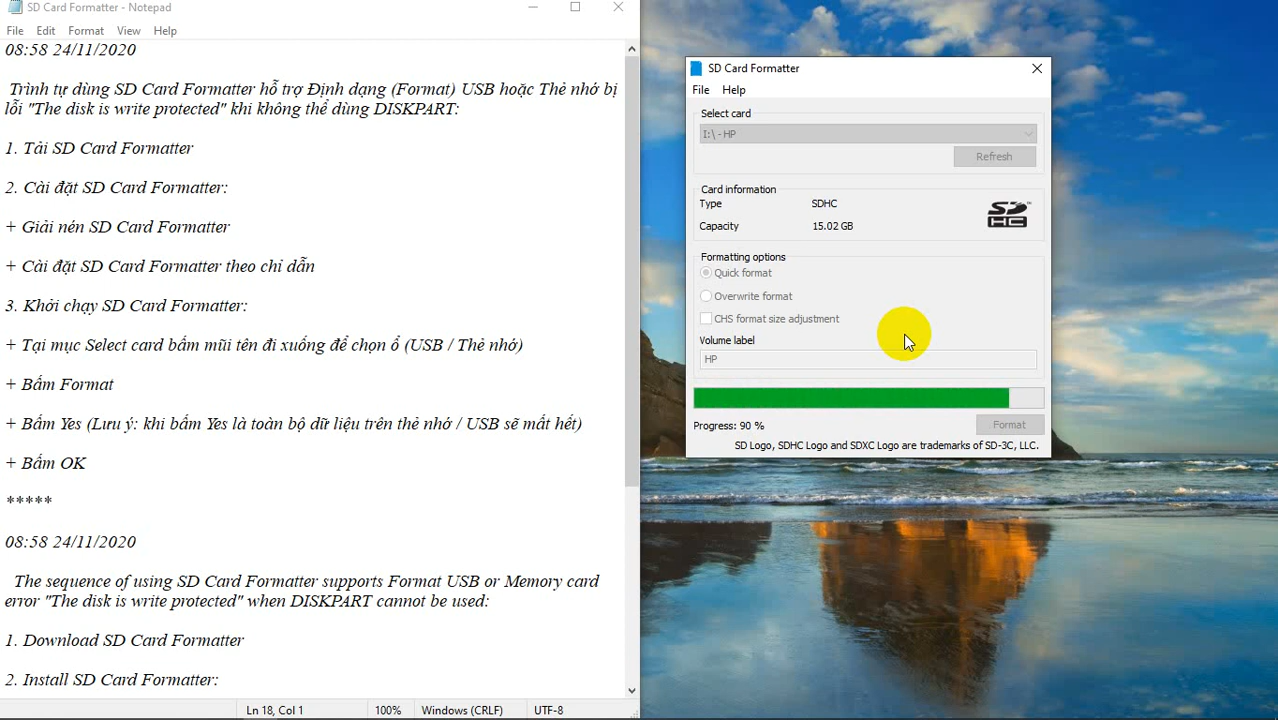 SD Card Formatter - Notepad
File Edit Format View Help
08:58 24/11/2020
Trình tự dùng SD Card Formatter hỗ trợ Định dạng (Format) USB hoặc Thẻ nhớ bị
lỗi "The disk is write protected" khi không thể dùng DISKPART:
1. Tải SD Card Formatter
2. Cài đặt SD Card Formatter:
+ Giải nén SD Card Formatter
+ Cài đặt SD Card Formatter theo chỉ dẫn
3. Khởi chạy SD Card Formatter:
+ Tại mục Select card bấm mũi tên đi xuống để chọn ổ (USB / Thẻ nhớ)
+ Bấm Format
+ Bấm Yes (Lưu ý: khi bấm Yes là toàn bộ dữ liệu trên thẻ nhớ / USB sẽ mất hết)
+ Bấm OK
*****
08:58 24/11/2020
The sequence of using SD Card Formatter supports Format USB or Memory card
error "The disk is write protected" when DISKPART cannot be used:
1. Download SD Card Formatter
2. Install SD Card Formatter:
Ln 18, Col 1 100% Windows (CRLF) UTF-8
SD Card Formatter
File Help
Select card
I:\ - HP
Refresh
Card information
Type SDHC
Capacity 15.02 GB
SD HC
Formatting options
Quick format
Overwrite format
CHS format size adjustment
Volume label
HP
Progress: 90 % Format
SD Logo, SDHC Logo and SDXC Logo are trademarks of SD-3C, LLC.